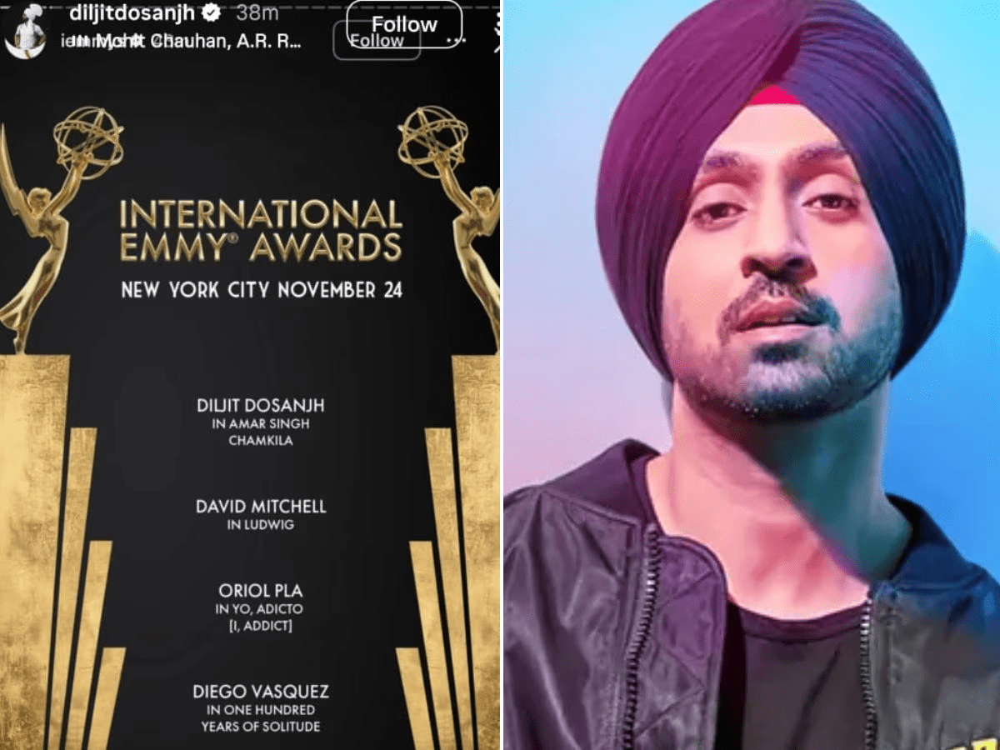 diljitdosanjh 38m
Follow
Mohit Chauhan, A.R. R...
Follow
INTERNATIONAL
EMMY® AWARDS
NEW YORK CITY NOVEMBER 24
DILJIT DOSANJH
IN AMAR SINGH
CHAMKILA
DAVID MITCHELL
IN LUDWIG
ORIOL PLA
IN YO, ADICTO
[I, ADDICT]
DIEGO VASQUEZ
IN ONE HUNDRED
YEARS OF SOLITUDE